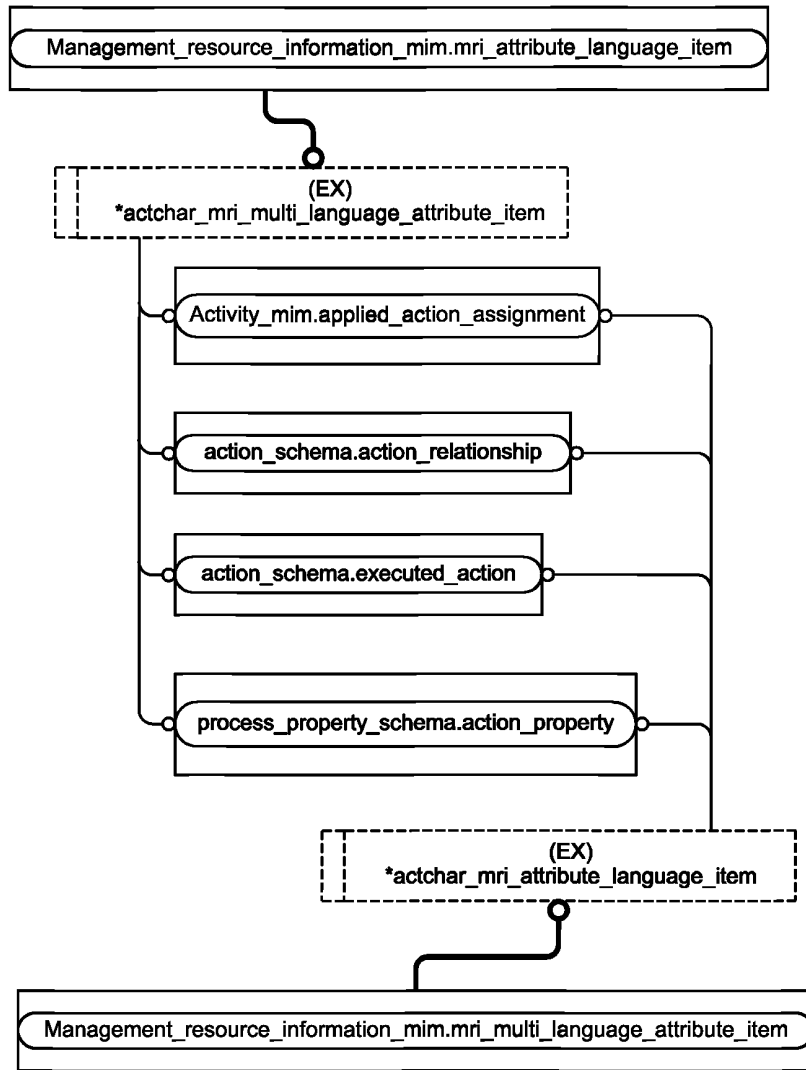 Management_resource_information_mim.mri_attribute_language_item
(EX)
*actchar_mri_multi_language_attribute_item
Activity_mim.applied_action_assignment
action_schema.action_relationship
action_schema.executed_action
process_property_schema.action_property
(EX)
*actchar_mri_attribute_language_item
Management_resource_information_mim.mri_multi_language_attribute_item